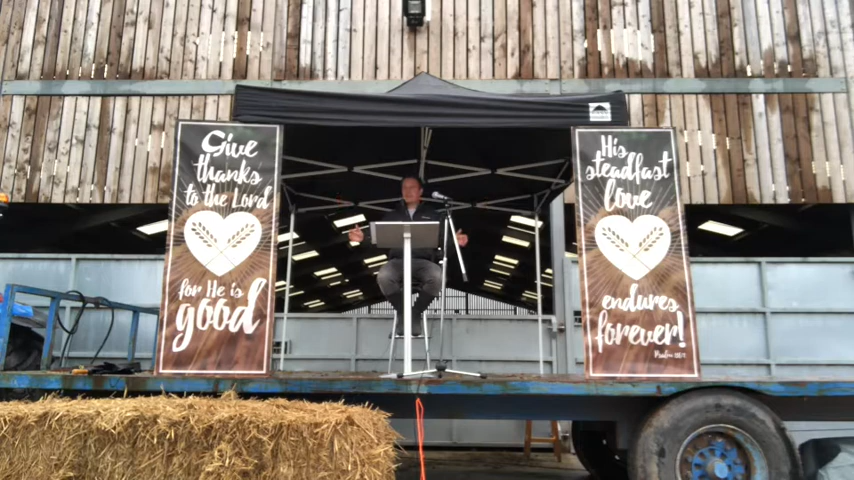 Give
thanks
to the Lord
for He is
good
His
steadfast
love
endures
forever!